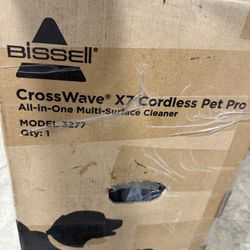 BISSELL
CrossWave® X7 Cordless Pet Pro
All-in-One Multi-Surface Cleaner
MODEL 3277
Qty: 1